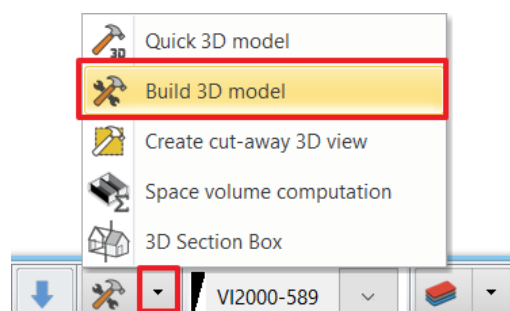 3D
Quick 3D model
Build 3D model
Create cut-away 3D view
Σ
Space volume computation
3D Section Box
VI2000-589